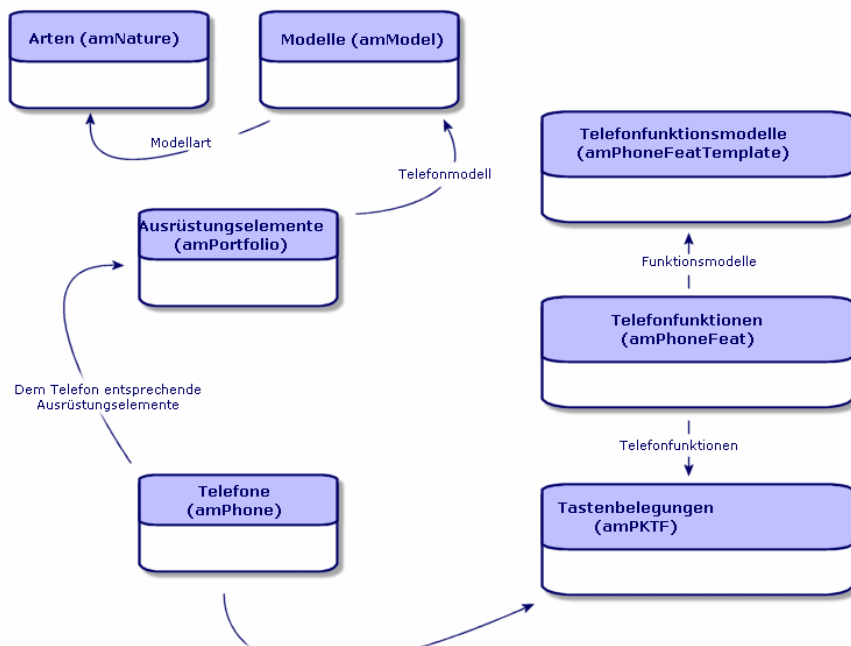 Arten (amNature)
Modelle (amModel)
Modellart
Telefonmodell
Telefonfunktionsmodelle
(amPhoneFeatTemplate)
Ausrüstungselemente
(amPortfolio)
Funktionsmodelle
Telefonfunktionen
(amPhoneFeat)
Dem Telefon entsprechende
Ausrüstungselemente
Telefonfunktionen
Telefone
(amPhone)
Tastenbelegungen
(amPKTF)